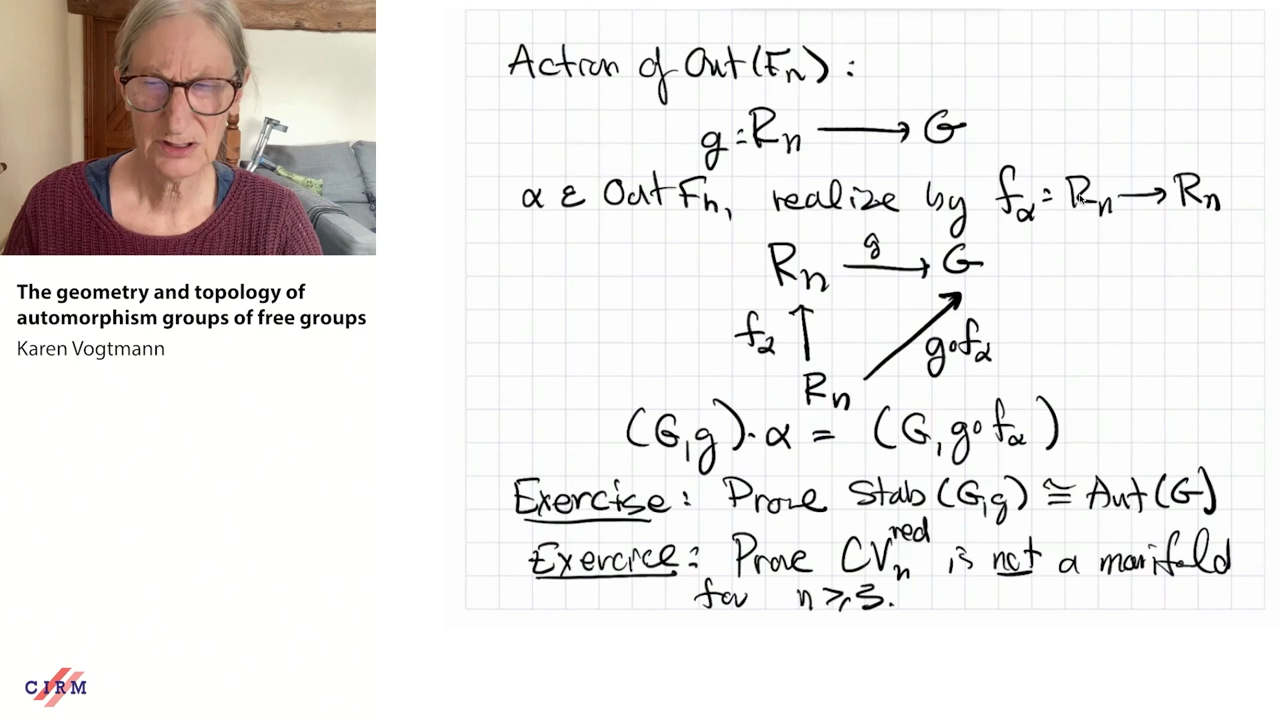 Action of Out(Fn) :
g : Rn ⟶ G
α ε Out Fn, realize by fα : Rn ⟶ Rn
Rn —g→ G
fα ↑ g∘fα
Rn
(G, g)·α = (G, g∘fα)
Exercise: Prove Stab(G,g) ≅ Aut(G)
Exercice: Prove CVn^red is not a manifold
for n ≥ 3.
The geometry and topology of
automorphism groups of free groups
Karen Vogtmann
CIRM